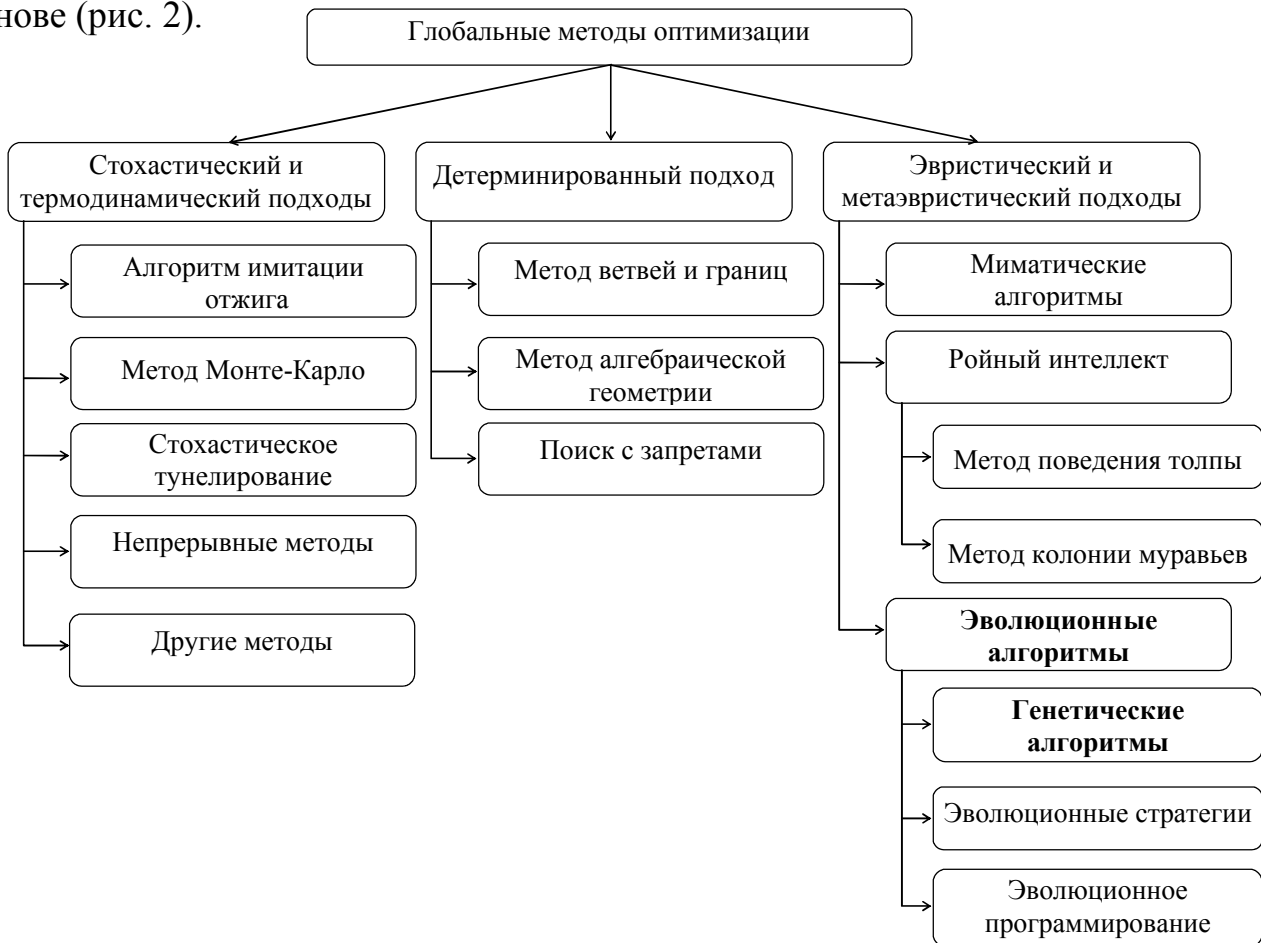 нове (рис. 2).
Глобальные методы оптимизации
Стохастический и
термодинамический подходы
Алгоритм имитации
отжига
Метод Монте-Карло
Стохастическое
тунелирование
Непрерывные методы
Другие методы
Детерминированный подход
Метод ветвей и границ
Метод алгебраической
геометрии
Поиск с запретами
Эвристический и
метаэвристический подходы
Миматические
алгоритмы
Ройный интеллект
Метод поведения толпы
Метод колонии муравьев
Эволюционные
алгоритмы
Генетические
алгоритмы
Эволюционные стратегии
Эволюционное
программирование